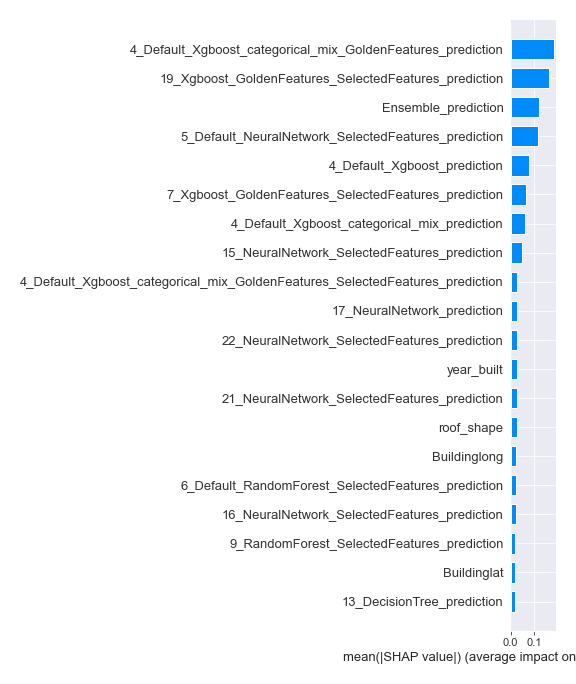 4_Default_Xgboost_categorical_mix_GoldenFeatures_prediction
19_Xgboost_GoldenFeatures_SelectedFeatures_prediction
Ensemble_prediction
5_Default_NeuralNetwork_SelectedFeatures_prediction
4_Default_Xgboost_prediction
7_Xgboost_GoldenFeatures_SelectedFeatures_prediction
4_Default_Xgboost_categorical_mix_prediction
15_NeuralNetwork_SelectedFeatures_prediction
4_Default_Xgboost_categorical_mix_GoldenFeatures_SelectedFeatures_prediction
17_NeuralNetwork_prediction
22_NeuralNetwork_SelectedFeatures_prediction
year_built
21_NeuralNetwork_SelectedFeatures_prediction
roof_shape
Buildinglong
6_Default_RandomForest_SelectedFeatures_prediction
16_NeuralNetwork_SelectedFeatures_prediction
9_RandomForest_SelectedFeatures_prediction
Buildinglat
13_DecisionTree_prediction
0.0 0.1
mean(|SHAP value|) (average impact on